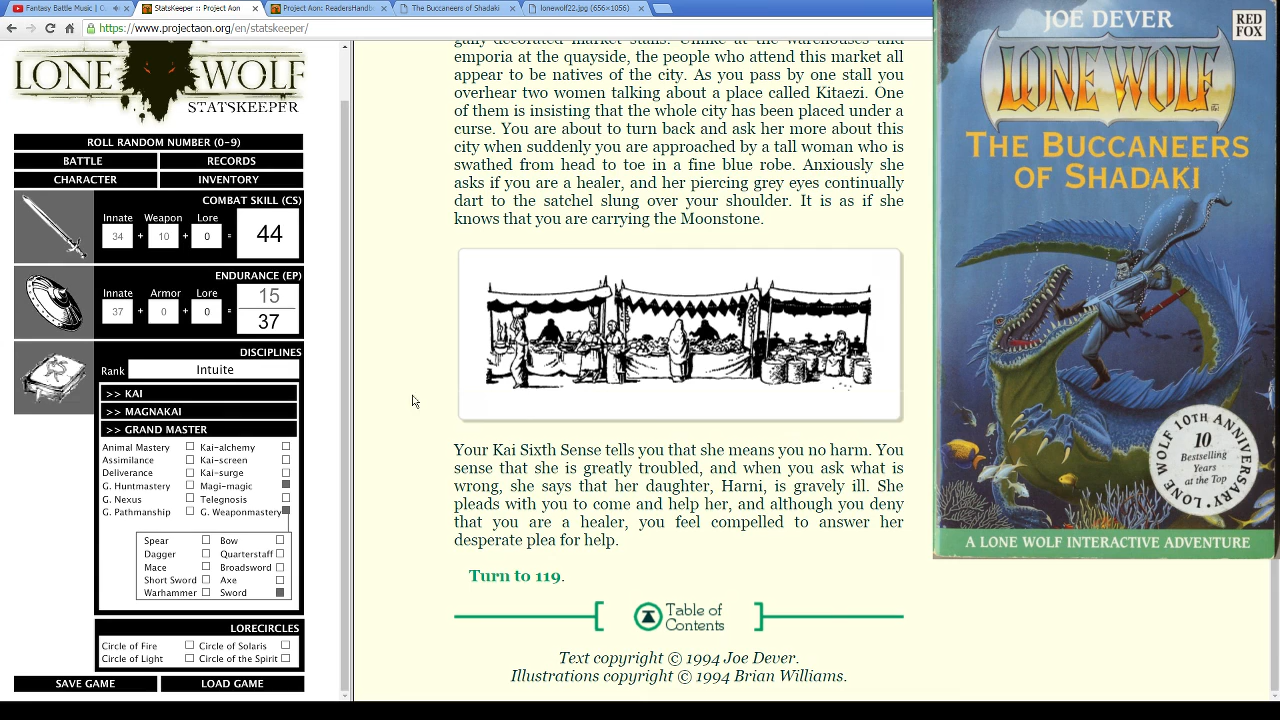 Fantasy Battle Music
StatsKeeper :: Project Aon
Project Aon: ReadersHandb
The Buccaneers of Shadaki
lonewolf22.jpg (656×1056)
https://www.projectaon.org/en/statskeeper/
LONE WOLF
STATSKEEPER
ROLL RANDOM NUMBER (0-9)
BATTLE RECORDS
CHARACTER INVENTORY
COMBAT SKILL (CS)
Innate Weapon Lore
34 + 10 + 0 = 44
ENDURANCE (EP)
Innate Armor Lore 15
37 + 0 + 0 = 37
DISCIPLINES
Rank Intuite
>> KAI
>> MAGNAKAI
>> GRAND MASTER
Animal Mastery Kai-alchemy
Assimilance Kai-screen
Deliverance Kai-surge
G. Huntmastery Magi-magic
G. Nexus Telegnosis
G. Pathmanship G. Weaponmastery
Spear Bow
Dagger Quarterstaff
Mace Broadsword
Short Sword Axe
Warhammer Sword
LORECIRCLES
Circle of Fire Circle of Solaris
Circle of Light Circle of the Spirit
SAVE GAME LOAD GAME
gaily decorated market stalls. Unlike at the warehouses and
emporia at the quayside, the people who attend this market all
appear to be natives of the city. As you pass by one stall you
overhear two women talking about a place called Kitaezi. One
of them is insisting that the whole city has been placed under a
curse. You are about to turn back and ask her more about this
city when suddenly you are approached by a tall woman who is
swathed from head to toe in a fine blue robe. Anxiously she
asks if you are a healer, and her piercing grey eyes continually
dart to the satchel slung over your shoulder. It is as if she
knows that you are carrying the Moonstone.
Your Kai Sixth Sense tells you that she means you no harm. You
sense that she is greatly troubled, and when you ask what is
wrong, she says that her daughter, Harni, is gravely ill. She
pleads with you to come and help her, and although you deny
that you are a healer, you feel compelled to answer her
desperate plea for help.
Turn to 119.
Table of
Contents
Text copyright © 1994 Joe Dever.
Illustrations copyright © 1994 Brian Williams.
JOE DEVER
RED
FOX
LONE WOLF
THE BUCCANEERS
OF SHADAKI
LONE WOLF 10TH ANNIVERSARY
10
Bestselling
Years
at the Top
A LONE WOLF INTERACTIVE ADVENTURE